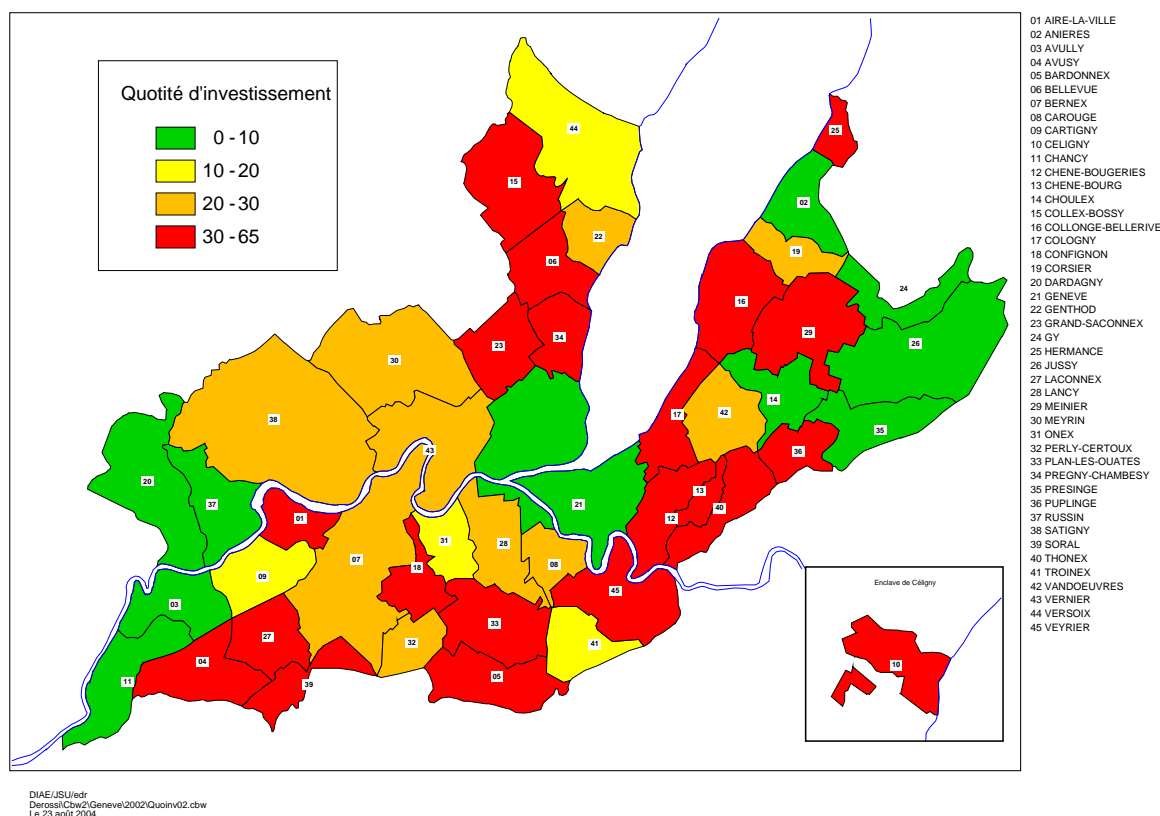 Quotité d'investissement
0 - 10
10 - 20
20 - 30
30 - 65
44
25
15
02
22
19
06
24
16
29
34
26
23
30
14
42
17
38
35
43
36
20
13
37
40
01
21
12
31
28
07
08
18
09
45
03
33
27
32
41
04
05
11
39
Enclave de Céligny
10
01 AIRE-LA-VILLE
02 ANIERES
03 AVULLY
04 AVUSY
05 BARDONNEX
06 BELLEVUE
07 BERNEX
08 CAROUGE
09 CARTIGNY
10 CELIGNY
11 CHANCY
12 CHENE-BOUGERIES
13 CHENE-BOURG
14 CHOULEX
15 COLLEX-BOSSY
16 COLLONGE-BELLERIVE
17 COLOGNY
18 CONFIGNON
19 CORSIER
20 DARDAGNY
21 GENEVE
22 GENTHOD
23 GRAND-SACONNEX
24 GY
25 HERMANCE
26 JUSSY
27 LACONNEX
28 LANCY
29 MEINIER
30 MEYRIN
31 ONEX
32 PERLY-CERTOUX
33 PLAN-LES-OUATES
34 PREGNY-CHAMBESY
35 PRESINGE
36 PUPLINGE
37 RUSSIN
38 SATIGNY
39 SORAL
40 THONEX
41 TROINEX
42 VANDOEUVRES
43 VERNIER
44 VERSOIX
45 VEYRIER
DIAE/JSU/edr
Derossi\Cbw2\Geneve\2002\Quoinv02.cbw
Le 23 août 2004